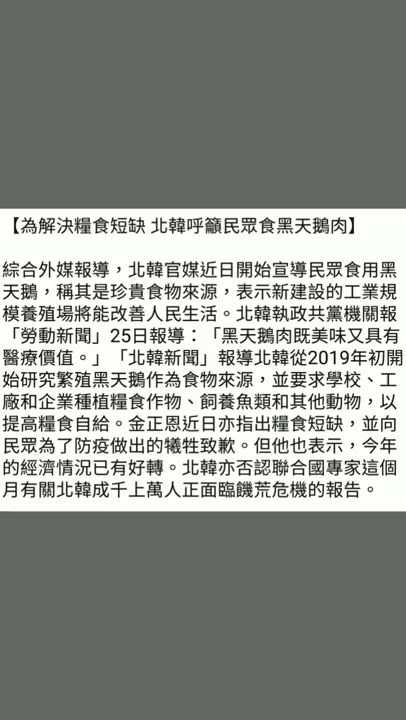 【為解決糧食短缺 北韓呼籲民眾食黑天鵝肉】
綜合外媒報導，北韓官媒近日開始宣導民眾食用黑
天鵝，稱其是珍貴食物來源，表示新建設的工業規
模養殖場將能改善人民生活。北韓執政共黨機關報
「勞動新聞」25日報導：「黑天鵝肉既美味又具有
醫療價值。」「北韓新聞」報導北韓從2019年初開
始研究繁殖黑天鵝作為食物來源，並要求學校、工
廠和企業種植糧食作物、飼養魚類和其他動物，以
提高糧食自給。金正恩近日亦指出糧食短缺，並向
民眾為了防疫做出的犧牲致歉。但他也表示，今年
的經濟情況已有好轉。北韓亦否認聯合國專家這個
月有關北韓成千上萬人正面臨饑荒危機的報告。